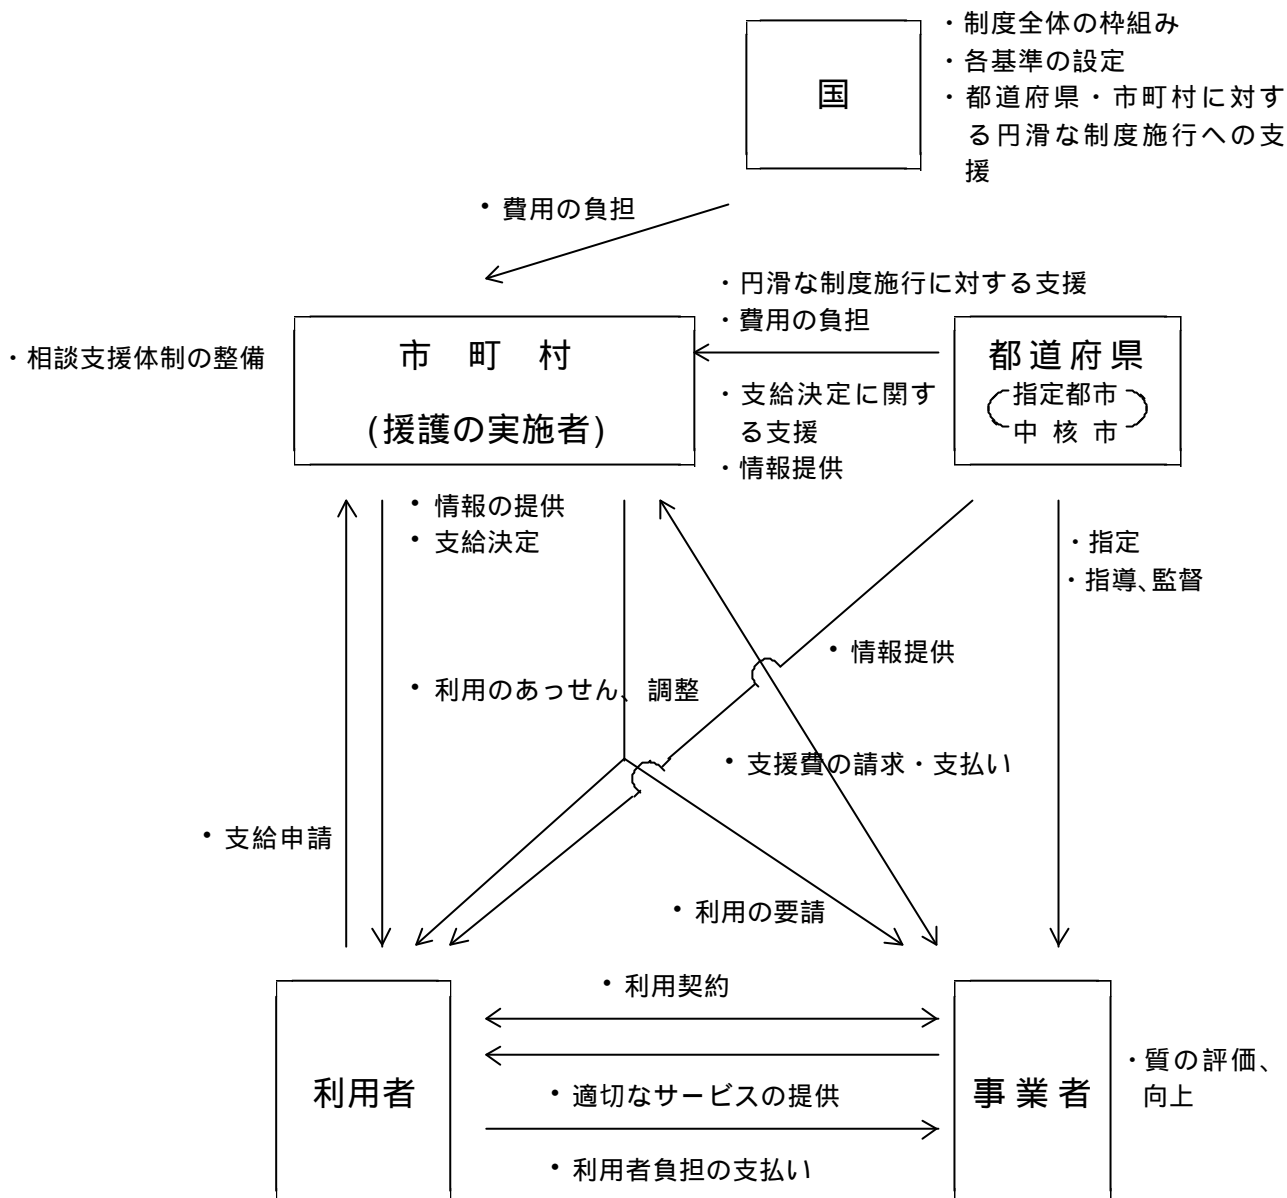 国
・制度全体の枠組み
・各基準の設定
・都道府県・市町村に対す
る円滑な制度施行への支
援
・費用の負担
・円滑な制度施行に対する支援
・費用の負担
・相談支援体制の整備
市 町 村
(援護の実施者)
都道府県
指定都市
中 核 市
・支給決定に関す
る支援
・情報提供
・情報の提供
・支給決定
・指定
・指導、監督
・情報提供
・利用のあっせん、調整
・支援費の請求・支払い
・支給申請
・利用の要請
・利用契約
利用者
・適切なサービスの提供
事業者
・質の評価、
向上
・利用者負担の支払い